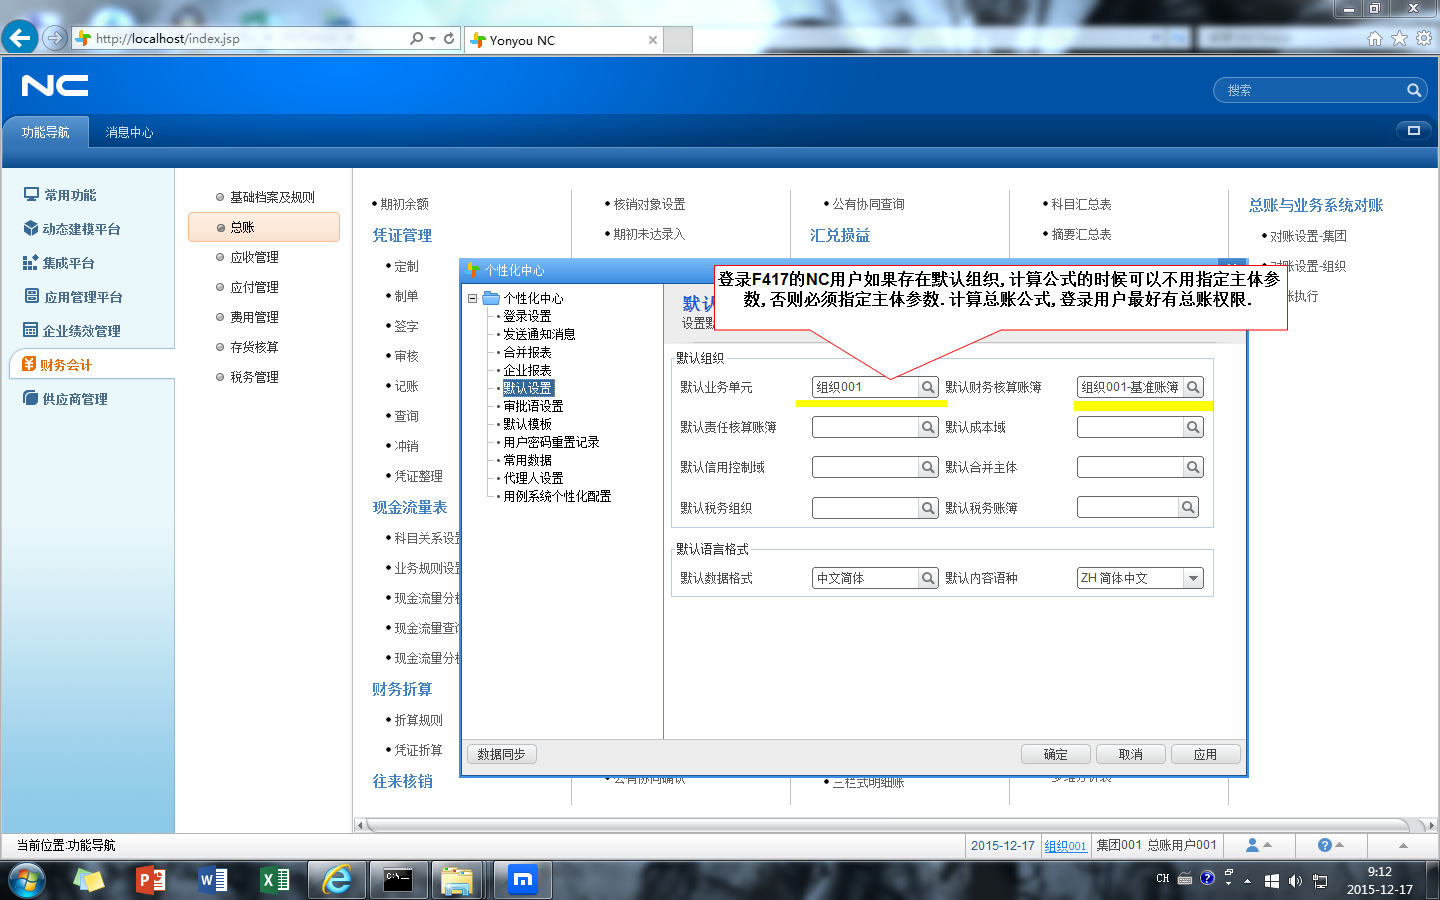 http://localhost/index.jsp
Yonyou NC
NC
搜索
功能导航
消息中心
常用功能
动态建模平台
集成平台
应用管理平台
企业绩效管理
财务会计
供应商管理
基础档案及规则
总账
应收管理
应付管理
费用管理
存货核算
税务管理
期初余额
凭证管理
定制
制单
签字
审核
记账
查询
冲销
凭证整理
现金流量表
科目关系设
业务规则设
现金流量分
现金流量查
现金流量分
财务折算
折算规则
凭证折算
往来核销
核销对象设置
期初未达录入
公有协同查询
汇兑损益
三栏式明细账
科目汇总表
摘要汇总表
总账与业务系统对账
对账设置-集团
账设置-组织
执行
个性化中心
个性化中心
登录设置
发送通知消息
合并报表
企业报表
默认设置
审批语设置
默认模板
用户密码重置记录
常用数据
代理人设置
用例系统个性化配置
登录F417的NC用户如果存在默认组织,计算公式的时候可以不用指定主体参
数,否则必须指定主体参数.计算总账公式,登录用户最好有总账权限.
默认组织
默认业务单元 组织001 默认财务核算账簿 组织001-基准账簿
默认责任核算账簿 默认成本域
默认信用控制域 默认合并主体
默认税务组织 默认税务账簿
默认语言格式
默认数据格式 中文简体 默认内容语种 ZH 简体中文
数据同步 确定 取消 应用
当前位置:功能导航
2015-12-17 组织001 集团001 总账用户001
CH
9:12
2015-12-17